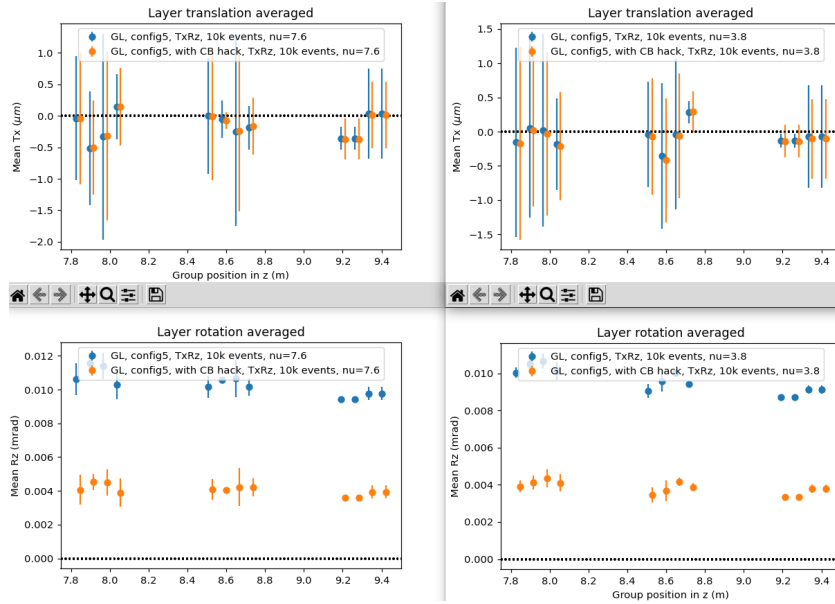 Layer translation averaged
GL, config5, TxRz, 10k events, nu=7.6
GL, config5, with CB hack, TxRz, 10k events, nu=7.6
Mean Tx (μm)
1.0
0.5
0.0
−0.5
−1.0
−1.5
−2.0
7.8 8.0 8.2 8.4 8.6 8.8 9.0 9.2 9.4
Group position in z (m)
Layer translation averaged
GL, config5, TxRz, 10k events, nu=3.8
GL, config5, with CB hack, TxRz, 10k events, nu=3.8
Mean Tx (μm)
1.5
1.0
0.5
0.0
−0.5
−1.0
−1.5
7.8 8.0 8.2 8.4 8.6 8.8 9.0 9.2 9.4
Group position in z (m)
Layer rotation averaged
GL, config5, TxRz, 10k events, nu=7.6
GL, config5, with CB hack, TxRz, 10k events, nu=7.6
Mean Rz (mrad)
0.012
0.010
0.008
0.006
0.004
0.002
0.000
7.8 8.0 8.2 8.4 8.6 8.8 9.0 9.2 9.4
Layer rotation averaged
GL, config5, TxRz, 10k events, nu=3.8
GL, config5, with CB hack, TxRz, 10k events, nu=3.8
Mean Rz (mrad)
0.010
0.008
0.006
0.004
0.002
0.000
7.8 8.0 8.2 8.4 8.6 8.8 9.0 9.2 9.4
Group position in z (m)